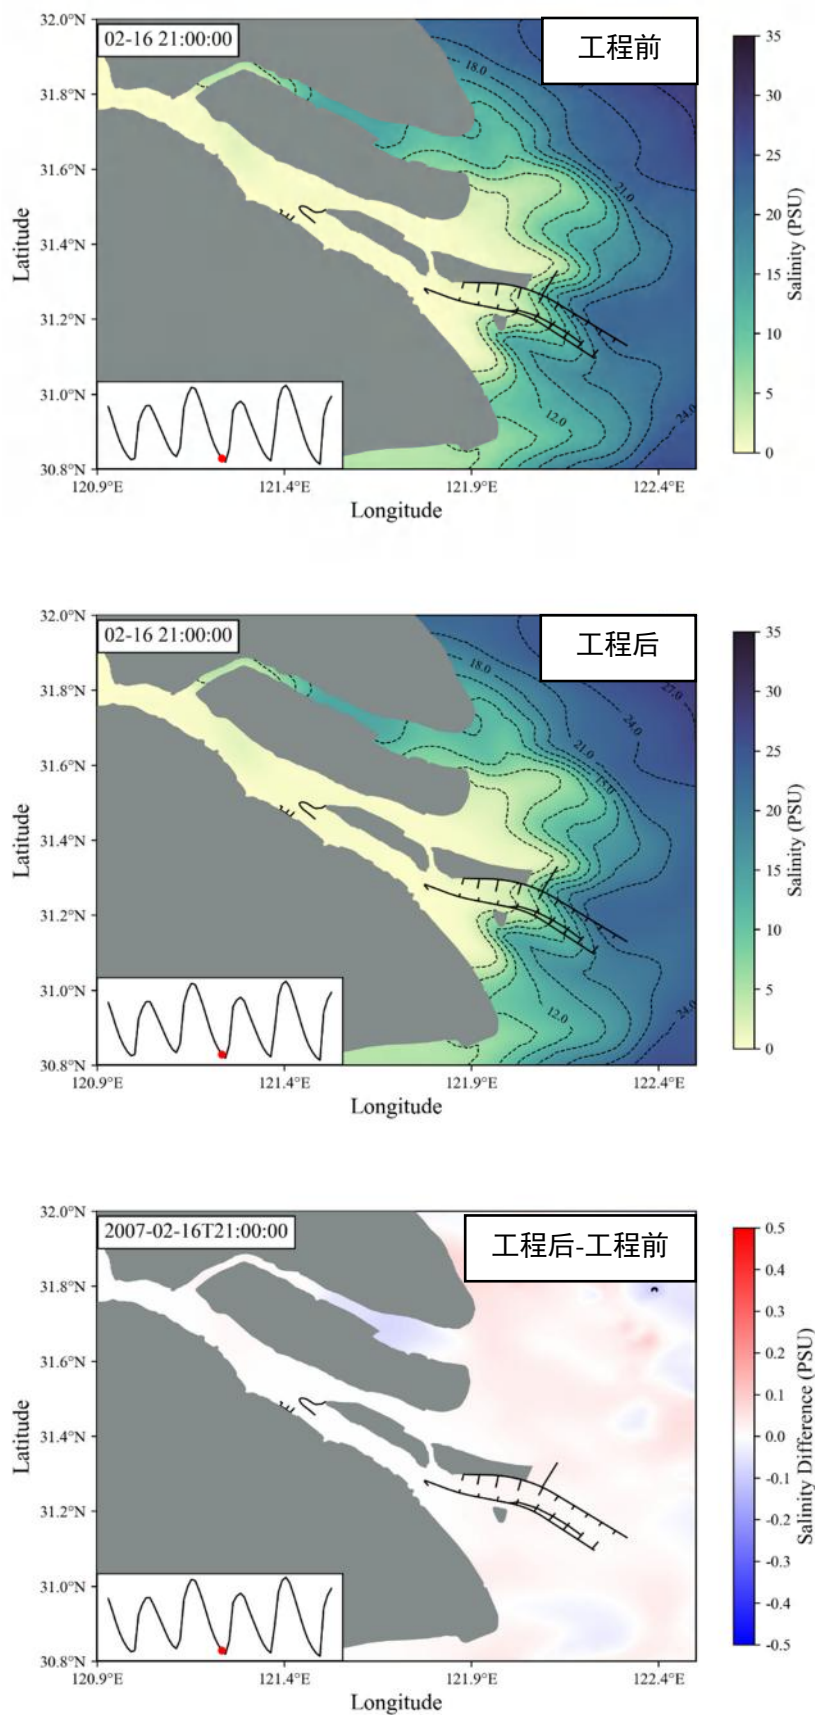 02-16 21:00:00
工程前
32.0°N
31.8°N
31.6°N
31.4°N
31.2°N
31.0°N
30.8°N
Latitude
120.9°E
121.4°E
121.9°E
122.4°E
Longitude
18.0
21.0
12.0
24.0
35
30
25
20
15
10
5
0
Salinity (PSU)
02-16 21:00:00
工程后
32.0°N
31.8°N
31.6°N
31.4°N
31.2°N
31.0°N
30.8°N
Latitude
120.9°E
121.4°E
121.9°E
122.4°E
Longitude
18.0
27.0
24.0
21.0
15.0
12.0
24.0
35
30
25
20
15
10
5
0
Salinity (PSU)
2007-02-16T21:00:00
工程后-工程前
32.0°N
31.8°N
31.6°N
31.4°N
31.2°N
31.0°N
30.8°N
Latitude
120.9°E
121.4°E
121.9°E
122.4°E
Longitude
0.5
0.4
0.3
0.2
0.1
0.0
-0.1
-0.2
-0.3
-0.4
-0.5
Salinity Difference (PSU)